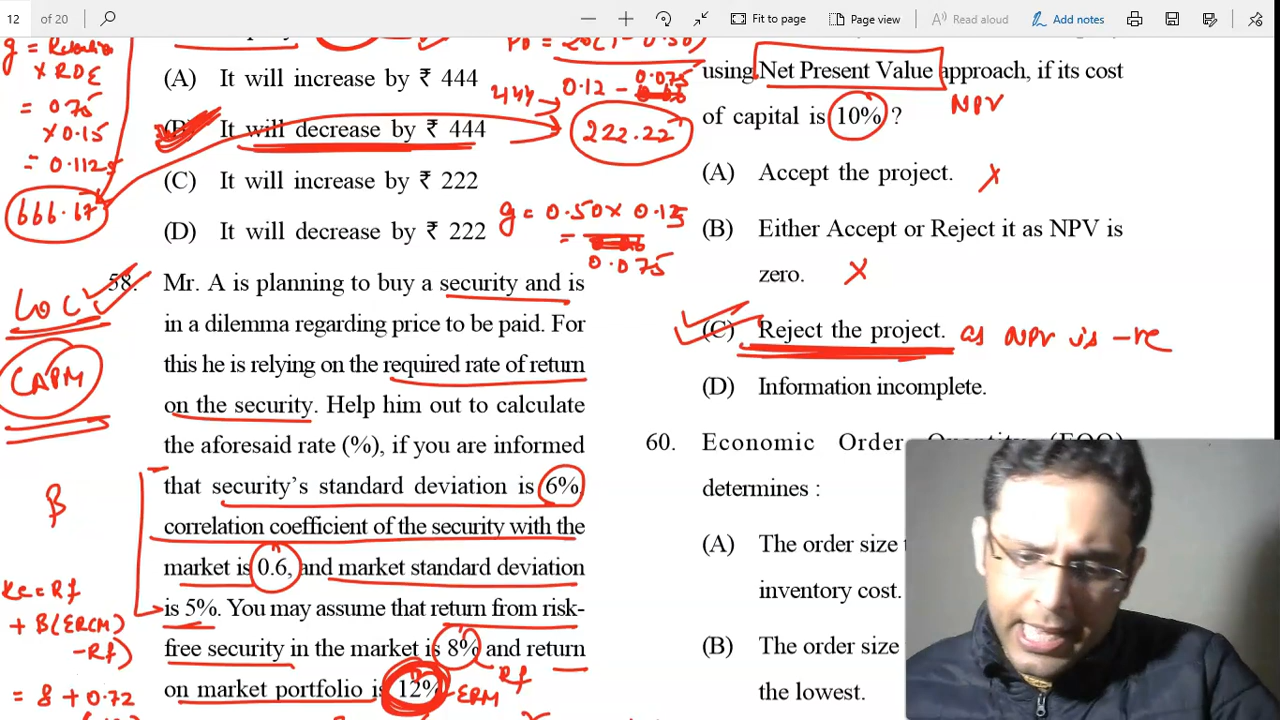 12 of 20
Fit to page
Page view
Read aloud
Add notes
g = Retention
× ROE
= 0.75
× 0.15
= 0.1125
666.67
(A) It will increase by ₹ 444
(B) It will decrease by ₹ 444
(C) It will increase by ₹ 222
(D) It will decrease by ₹ 222
P0 = 20(1 - 0.50)
444
0.12 - 0.075
222.22
g = 0.50 × 0.15
=
0.075
58. Mr. A is planning to buy a security and is
in a dilemma regarding price to be paid. For
this he is relying on the required rate of return
on the security. Help him out to calculate
the aforesaid rate (%), if you are informed
that security's standard deviation is 6%,
correlation coefficient of the security with the
market is 0.6, and market standard deviation
is 5%. You may assume that return from risk-
free security in the market is 8% and return
on market portfolio is 12%
CAPM
β
Ke = Rf
+ β(ERM)
- Rf)
= 8 + 0.72
Rf
ERM
using Net Present Value approach, if its cost
NPV
of capital is 10% ?
(A) Accept the project. ×
(B) Either Accept or Reject it as NPV is
zero. ×
(C) Reject the project. as NPV is -ve
(D) Information incomplete.
60. Economic Order Quantity (EOQ)
determines :
(A) The order size
inventory cost.
(B) The order size
the lowest.